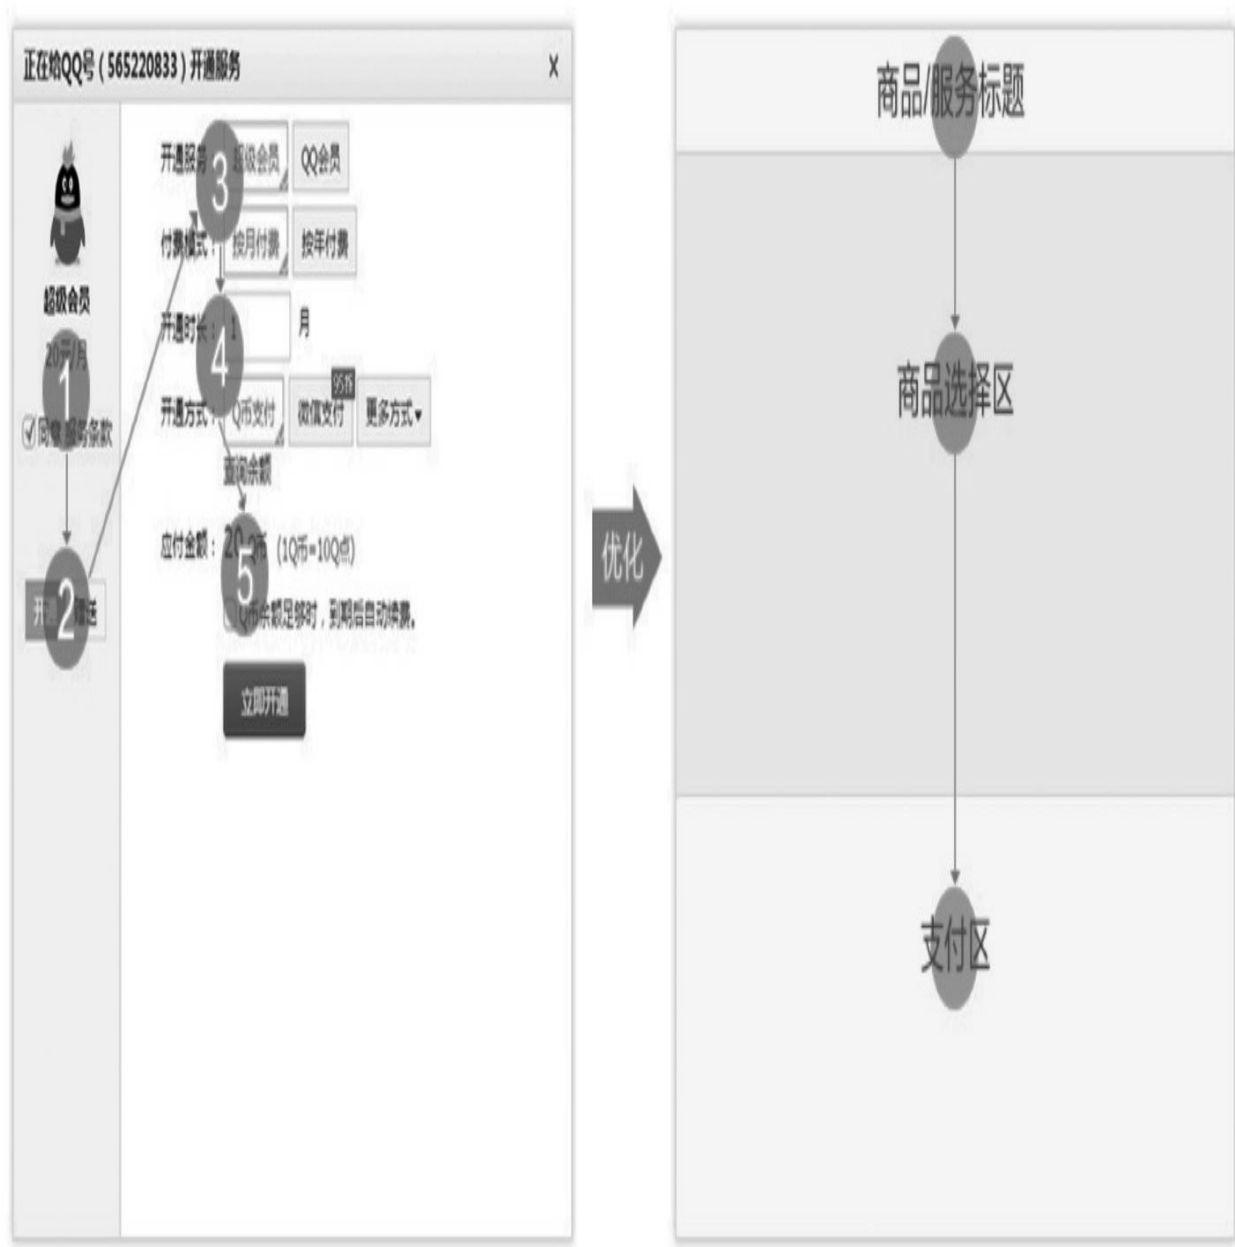 正在给QQ号 ( 565220833 ) 开通服务
×
超级会员
20元/月
1
同意 服务条款
2
开通 赠送
开通服务： 超级会员 QQ会员
3
付费模式： 按月付费 按年付费
开通时长： 1 月
4
95折
开通方式： Q币支付 微信支付 更多方式
查询余额
应付金额： 20 Q币 (1Q币=10Q点)
5
Q币余额足够时，到期后自动续费。
立即开通
优化
商品/服务标题
商品选择区
支付区